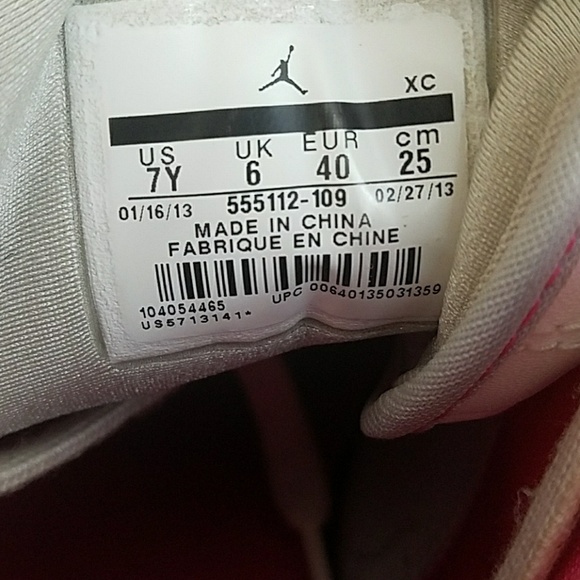 XC
US UK EUR cm
7Y 6 40 25
01/16/13 555112-109 02/27/13
MADE IN CHINA
FABRIQUE EN CHINE
104054465 UPC 00640135031359
US5713141*